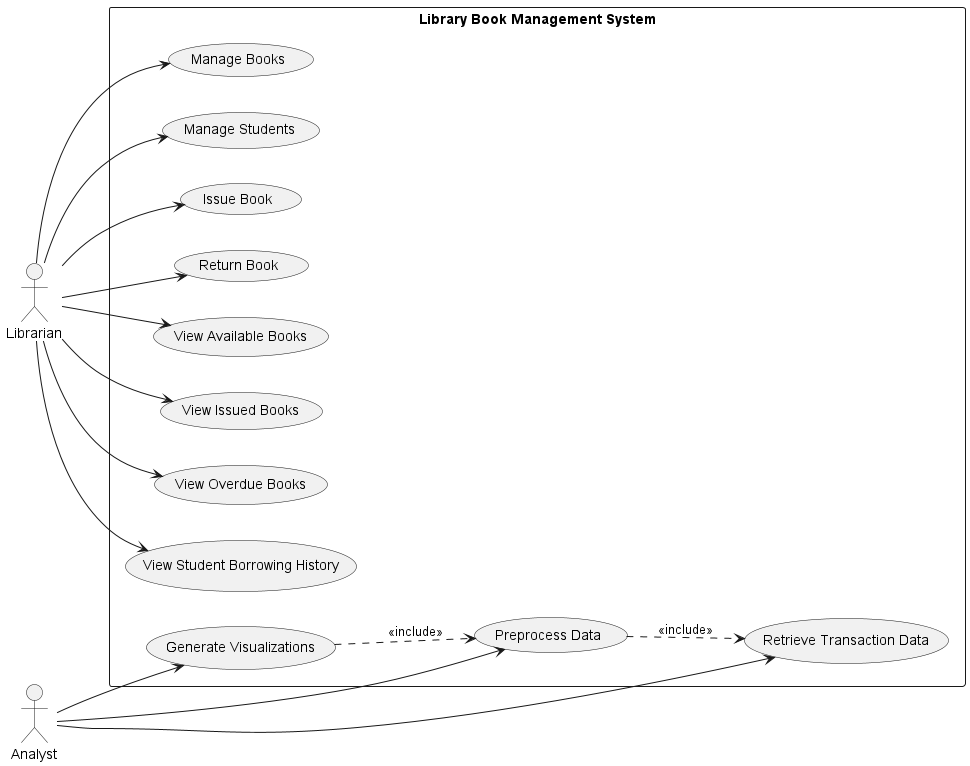 Library Book Management System
Manage Books
Manage Students
Issue Book
Return Book
Librarian
View Available Books
View Issued Books
View Overdue Books
View Student Borrowing History
Generate Visualizations
«include»
Preprocess Data
«include»
Retrieve Transaction Data
Analyst